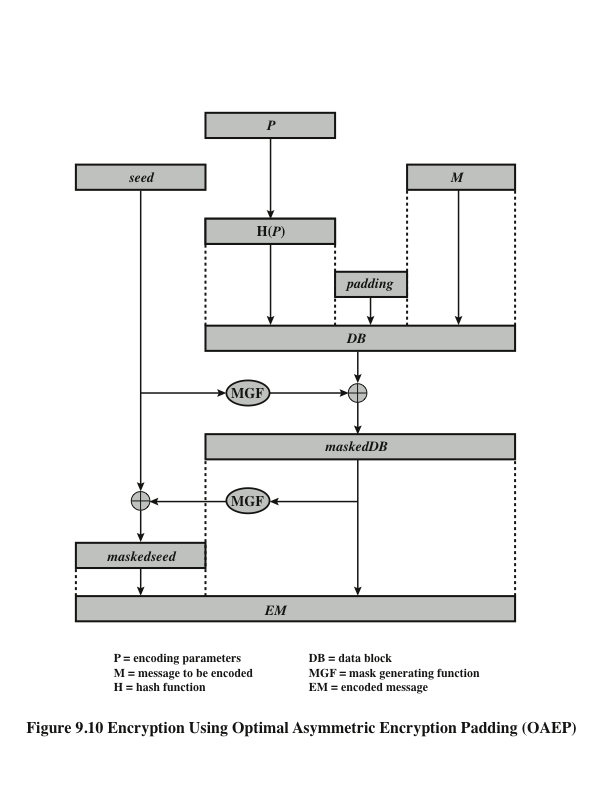 P
seed
M
H(P)
padding
DB
MGF
maskedDB
MGF
maskedseed
EM
P = encoding parameters
M = message to be encoded
H = hash function
DB = data block
MGF = mask generating function
EM = encoded message
Figure 9.10 Encryption Using Optimal Asymmetric Encryption Padding (OAEP)